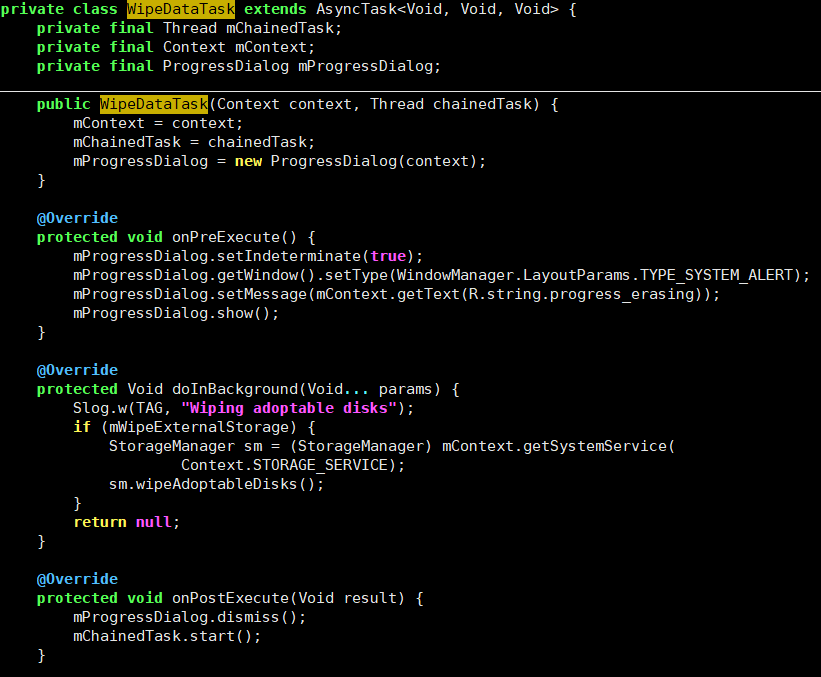 private class WipeDataTask extends AsyncTask<Void, Void, Void> {
    private final Thread mChainedTask;
    private final Context mContext;
    private final ProgressDialog mProgressDialog;

    public WipeDataTask(Context context, Thread chainedTask) {
        mContext = context;
        mChainedTask = chainedTask;
        mProgressDialog = new ProgressDialog(context);
    }

    @Override
    protected void onPreExecute() {
        mProgressDialog.setIndeterminate(true);
        mProgressDialog.getWindow().setType(WindowManager.LayoutParams.TYPE_SYSTEM_ALERT);
        mProgressDialog.setMessage(mContext.getText(R.string.progress_erasing));
        mProgressDialog.show();
    }

    @Override
    protected Void doInBackground(Void... params) {
        Slog.w(TAG, "Wiping adoptable disks");
        if (mWipeExternalStorage) {
            StorageManager sm = (StorageManager) mContext.getSystemService(
                    Context.STORAGE_SERVICE);
            sm.wipeAdoptableDisks();
        }
        return null;
    }

    @Override
    protected void onPostExecute(Void result) {
        mProgressDialog.dismiss();
        mChainedTask.start();
    }